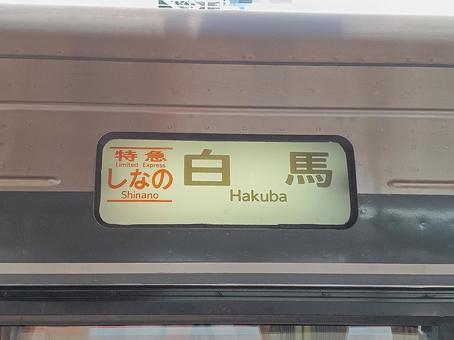 特急
Limited Express
しなの
Shinano
白馬
Hakuba